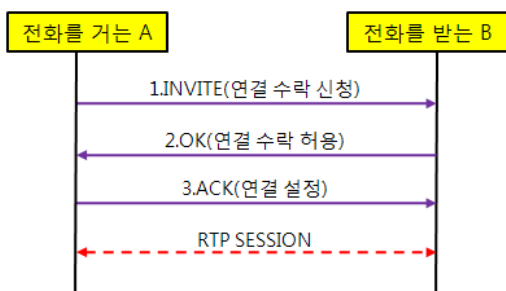 전화를 거는 A
전화를 받는 B
1.INVITE(연결 수락 신청)
2.OK(연결 수락 허용)
3.ACK(연결 설정)
RTP SESSION